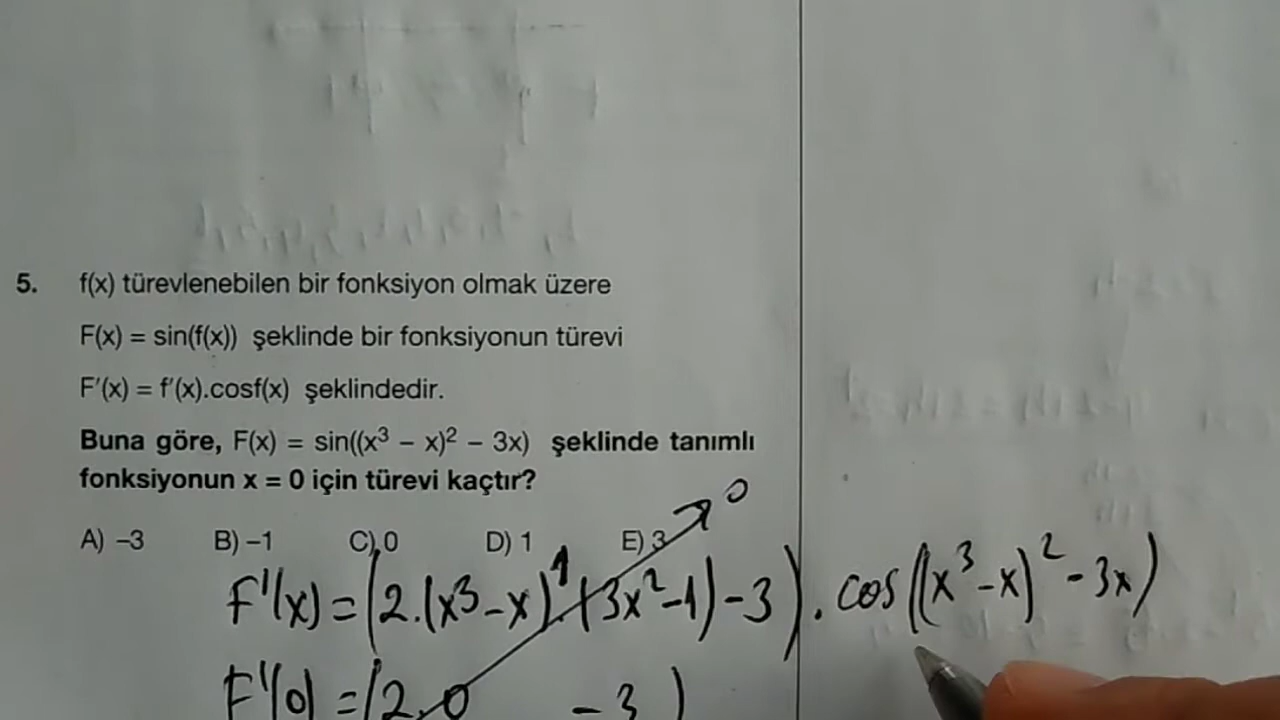 5. f(x) türevlenebilen bir fonksiyon olmak üzere
F(x) = sin(f(x)) şeklinde bir fonksiyonun türevi
F'(x) = f'(x).cosf(x) şeklindedir.
Buna göre, F(x) = sin((x³ – x)² – 3x) şeklinde tanımlı
fonksiyonun x = 0 için türevi kaçtır?
0
A) –3 B) –1 C) 0 D) 1 E) 3
F'(x) = (2.(x³-x)¹.(3x²-1)-3). cos((x³-x)²-3x)
F'(0) = (2.0 -3)